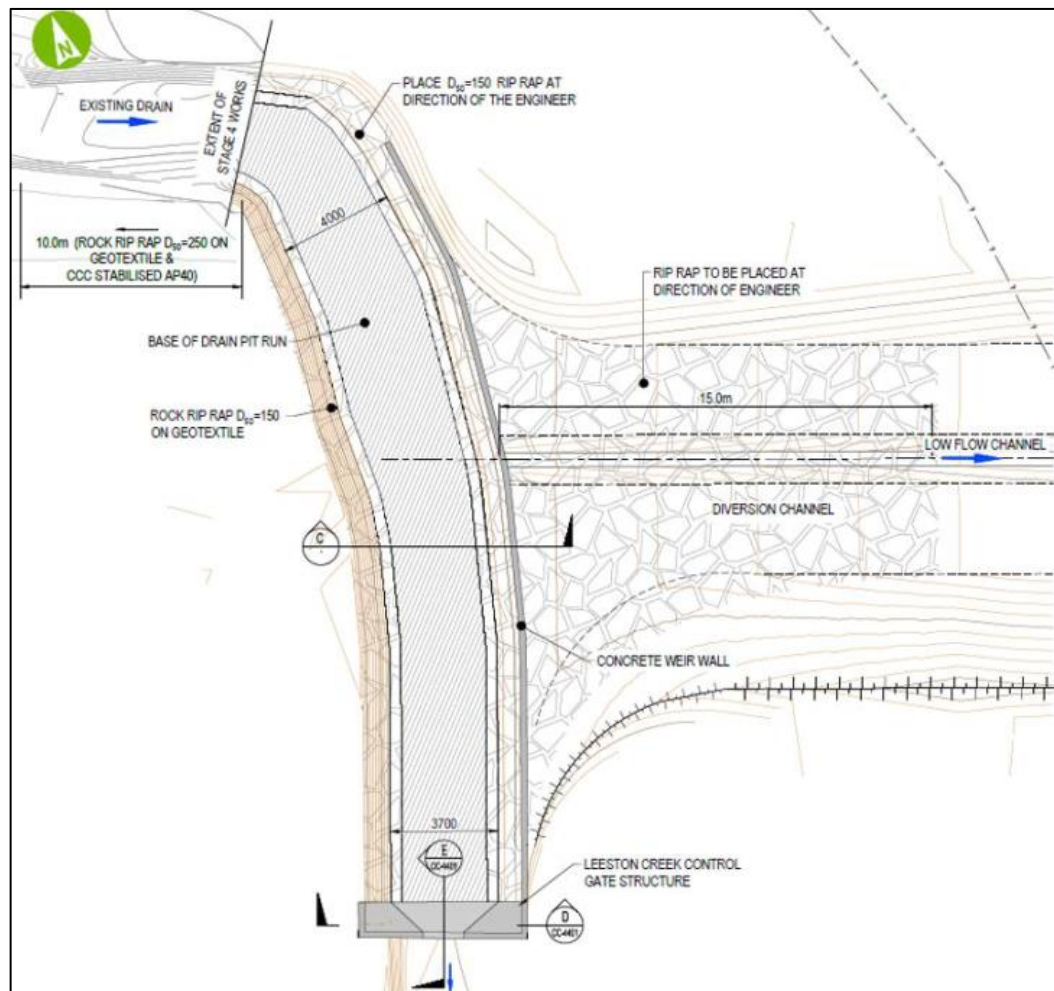 N
PLACE D50=150 RIP RAP AT
DIRECTION OF THE ENGINEER
EXISTING DRAIN
EXTENT OF
STAGE 4 WORKS
4000
10.0m (ROCK RIP RAP D50=250 ON
GEOTEXTILE &
CCC STABILISED AP40)
RIP RAP TO BE PLACED AT
DIRECTION OF ENGINEER
BASE OF DRAIN PIT RUN
15.0m
ROCK RIP RAP D50=150
ON GEOTEXTILE
LOW FLOW CHANNEL
DIVERSION CHANNEL
C
CONCRETE WEIR WALL
3700
E
LEESTON CREEK CONTROL
GATE STRUCTURE
D
CC-4401